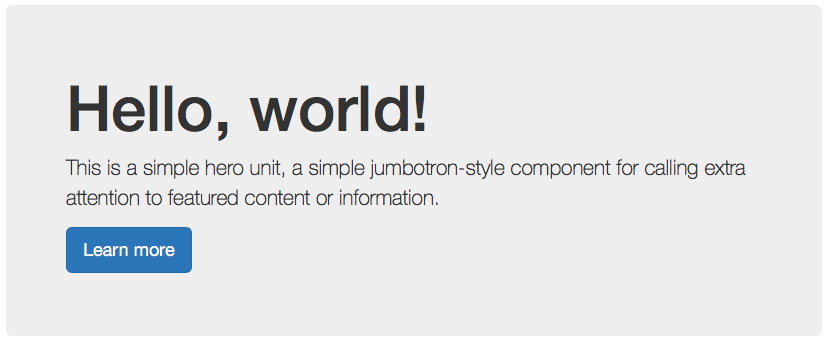 Hello, world!
This is a simple hero unit, a simple jumbotron-style component for calling extra
attention to featured content or information.
Learn more